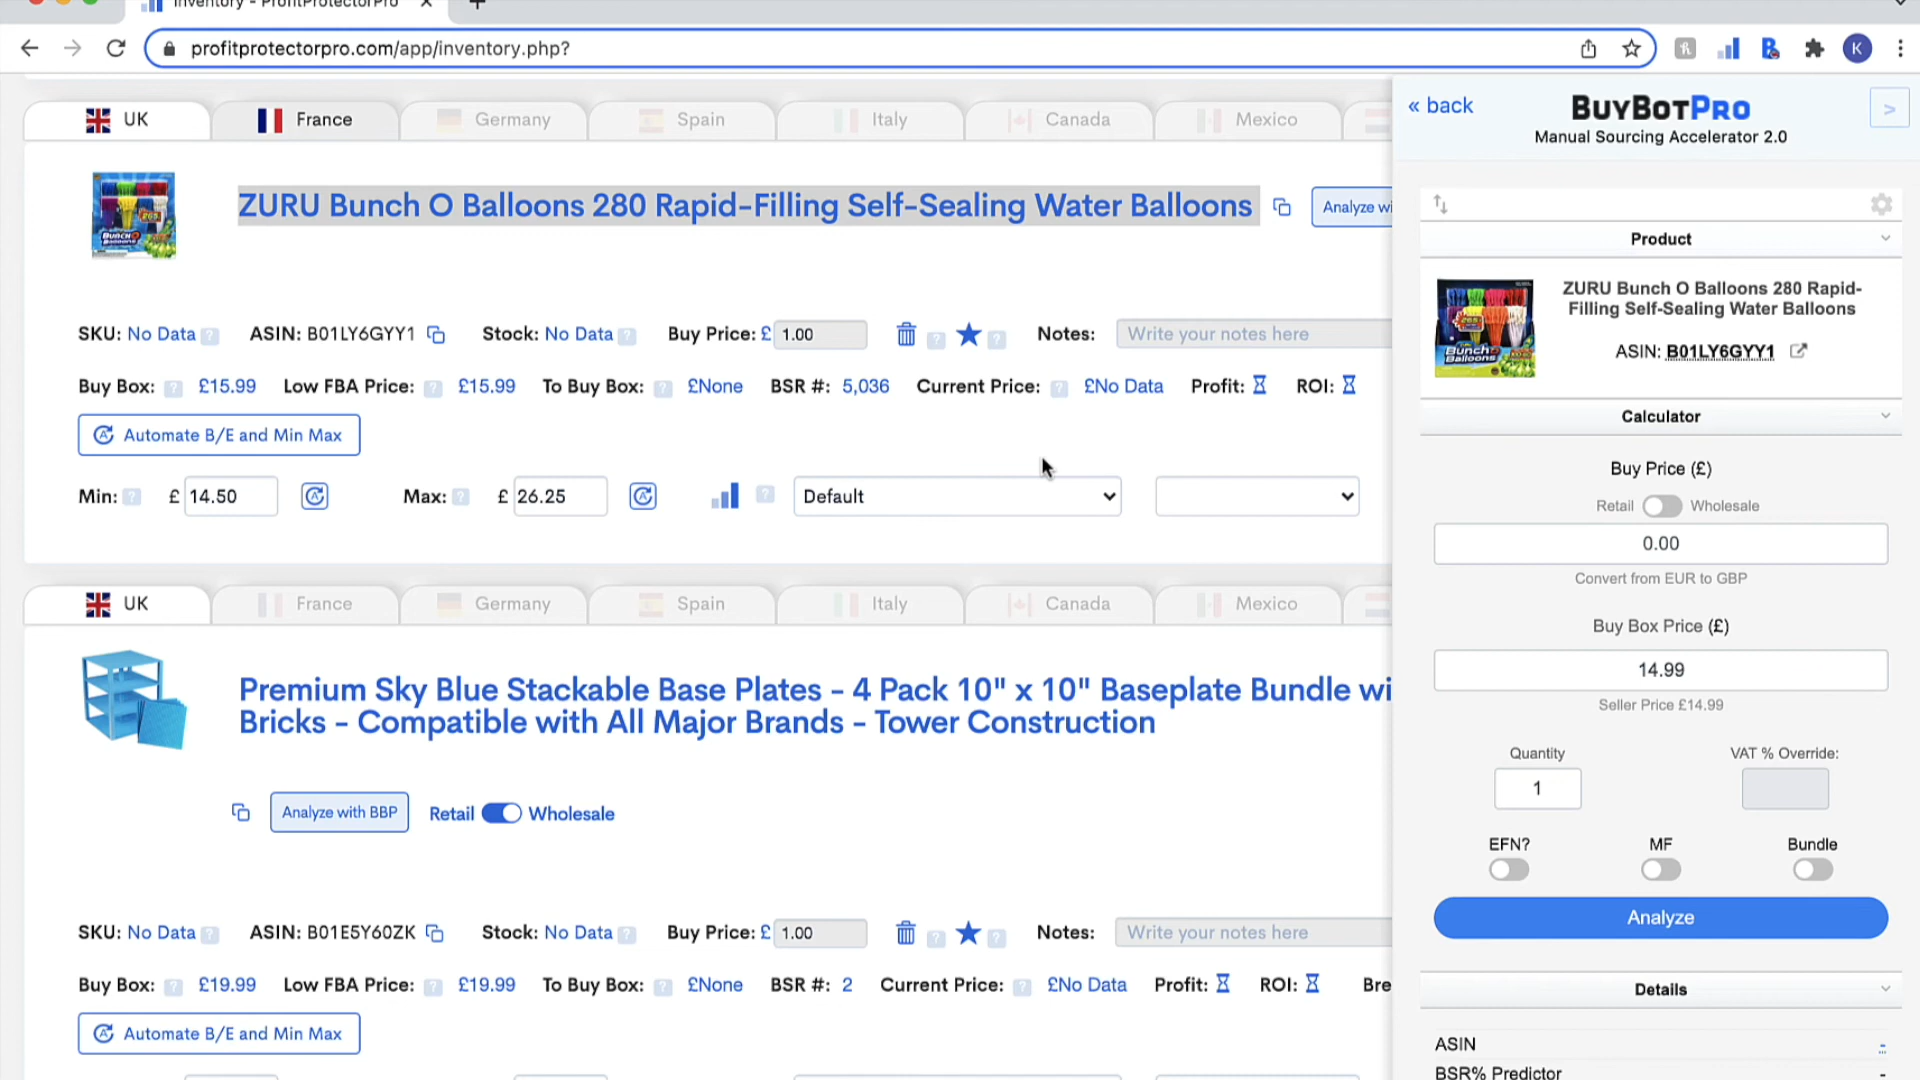 Inventory - ProfitProtectorPro
profitprotectorpro.com/app/inventory.php?
K
UK
France
Germany
Spain
Italy
Canada
Mexico
ZURU Bunch O Balloons 280 Rapid-Filling Self-Sealing Water Balloons
Analyze wi
SKU: No Data ? ASIN: B01LY6GYY1 Stock: No Data ? Buy Price: £ 1.00 ? ? Notes: Write your notes here
Buy Box: ? £15.99 Low FBA Price: ? £15.99 To Buy Box: ? £None BSR #: 5,036 Current Price: ? £No Data Profit: ROI:
Automate B/E and Min Max
Min: ? £ 14.50 Max: ? £ 26.25 ? Default
UK
France
Germany
Spain
Italy
Canada
Mexico
Premium Sky Blue Stackable Base Plates - 4 Pack 10" x 10" Baseplate Bundle wi
Bricks - Compatible with All Major Brands - Tower Construction
Analyze with BBP Retail Wholesale
SKU: No Data ? ASIN: B01E5Y60ZK Stock: No Data ? Buy Price: £ 1.00 ? ? Notes: Write your notes here
Buy Box: ? £19.99 Low FBA Price: ? £19.99 To Buy Box: ? £None BSR #: 2 Current Price: ? £No Data Profit: ROI: Bre
Automate B/E and Min Max
« back
BUYBOTPRO
>
Manual Sourcing Accelerator 2.0
Product
ZURU Bunch O Balloons 280 Rapid-
Filling Self-Sealing Water Balloons
ASIN: B01LY6GYY1
Calculator
Buy Price (£)
Retail Wholesale
0.00
Convert from EUR to GBP
Buy Box Price (£)
14.99
Seller Price £14.99
Quantity VAT % Override:
1
EFN? MF Bundle
Analyze
Details
ASIN -
BSR% Predictor -